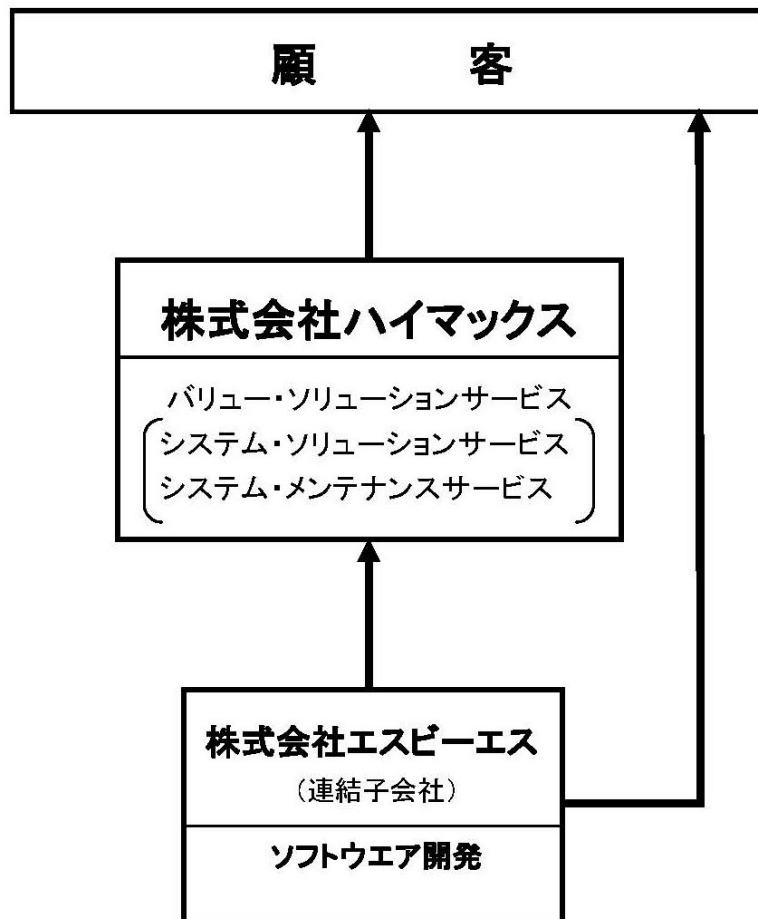 顧 客
株式会社ハイマックス
バリュー・ソリューションサービス
システム・ソリューションサービス
システム・メンテナンスサービス
株式会社エスビーエス
（連結子会社）
ソフトウエア開発